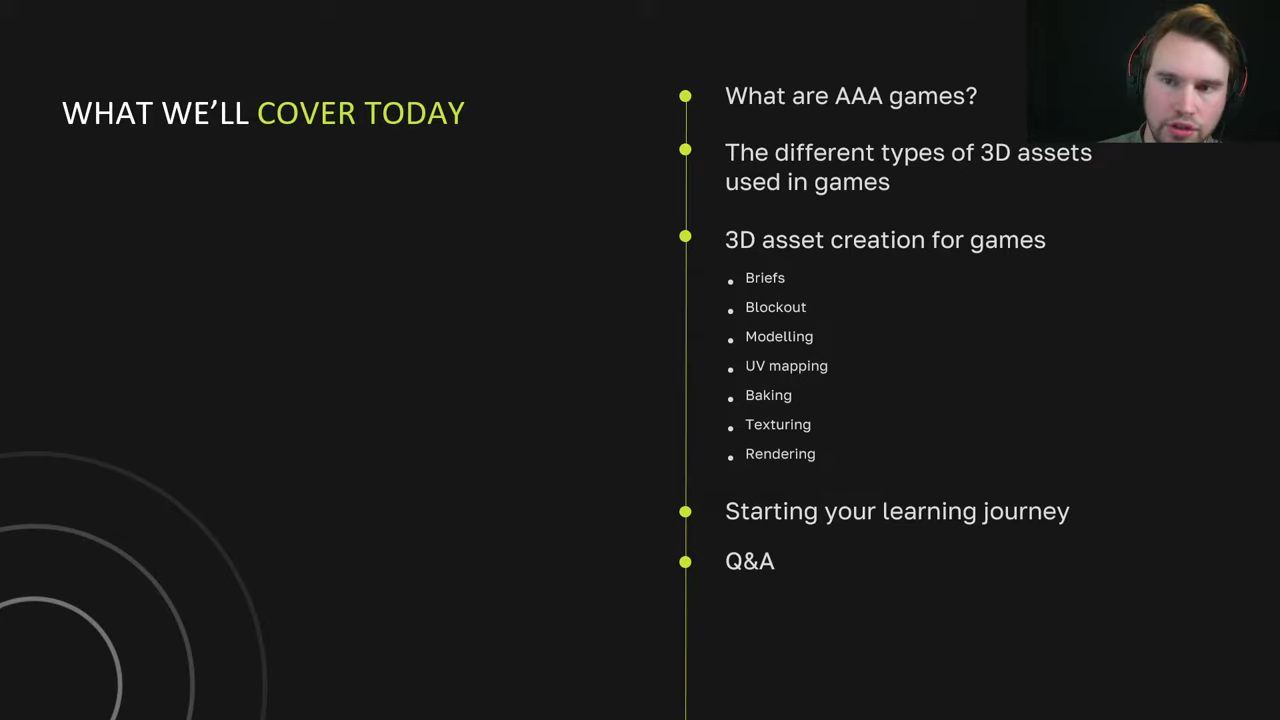 WHAT WE’LL COVER TODAY
What are AAA games?
The different types of 3D assets
used in games
3D asset creation for games
Briefs
Blockout
Modelling
UV mapping
Baking
Texturing
Rendering
Starting your learning journey
Q&A